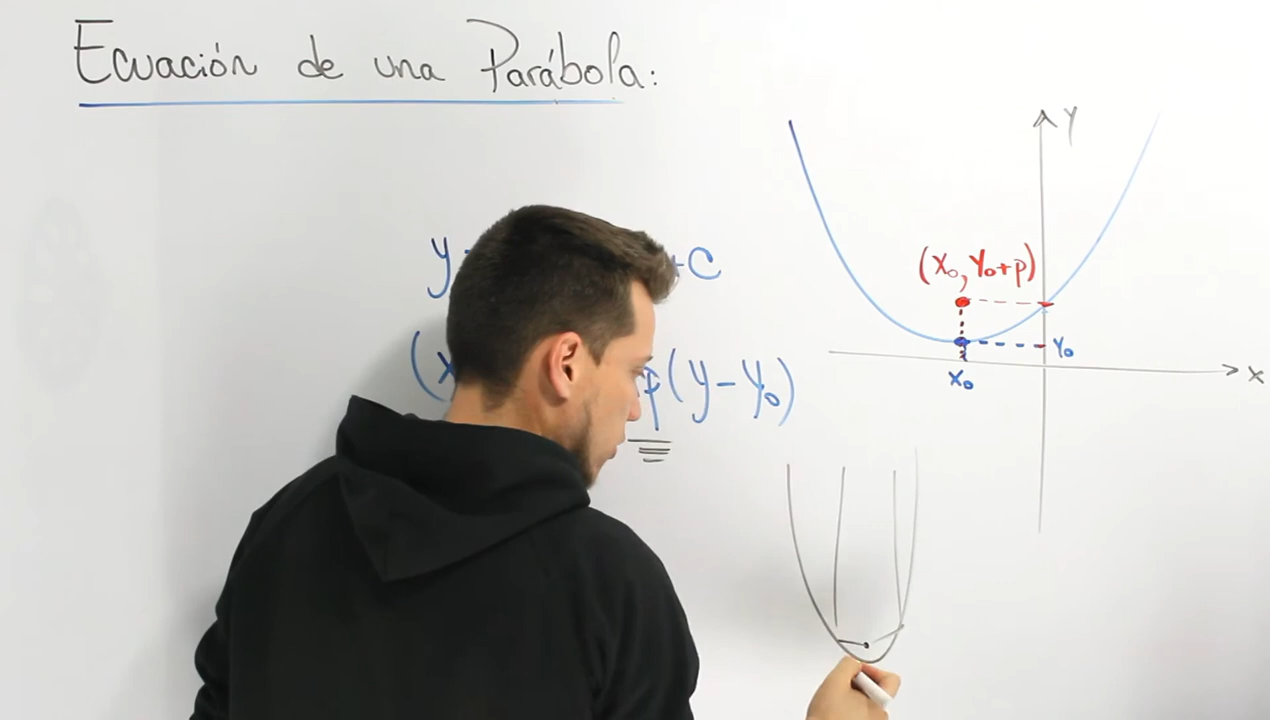 Ecuación de una Parábola:
Y
(x₀, Y₀+p)
y +c
Y₀
x
x₀
(x p(y-y₀)